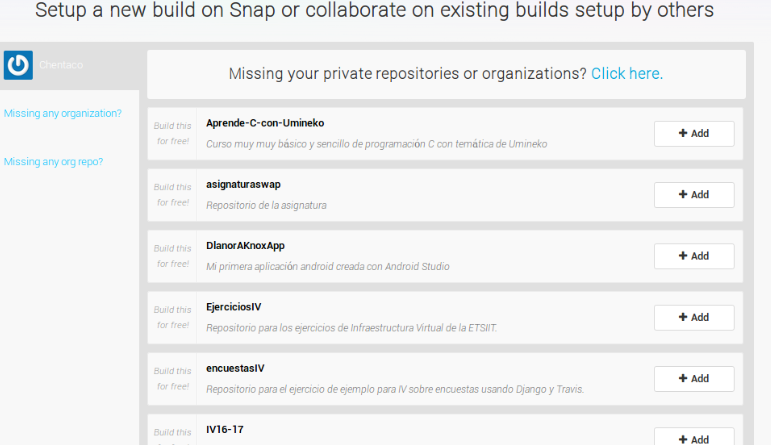 Setup a new build on Snap or collaborate on existing builds setup by others
Chentaco
Missing your private repositories or organizations? Click here.
Missing any organization?
Missing any org repo?
Build this for free!
Aprende-C-con-Umineko
Curso muy muy básico y sencillo de programación C con temática de Umineko
+ Add
Build this for free!
asignaturaswap
Repositorio de la asignatura
+ Add
Build this for free!
DlanorAKnoxApp
Mi primera aplicación android creada con Android Studio
+ Add
Build this for free!
EjerciciosIV
Repositorio para los ejercicios de Infraestructura Virtual de la ETSIIT.
+ Add
Build this for free!
encuestasIV
Repositorio para el ejercicio de ejemplo para IV sobre encuestas usando Django y Travis.
+ Add
Build this
IV16-17
+ Add